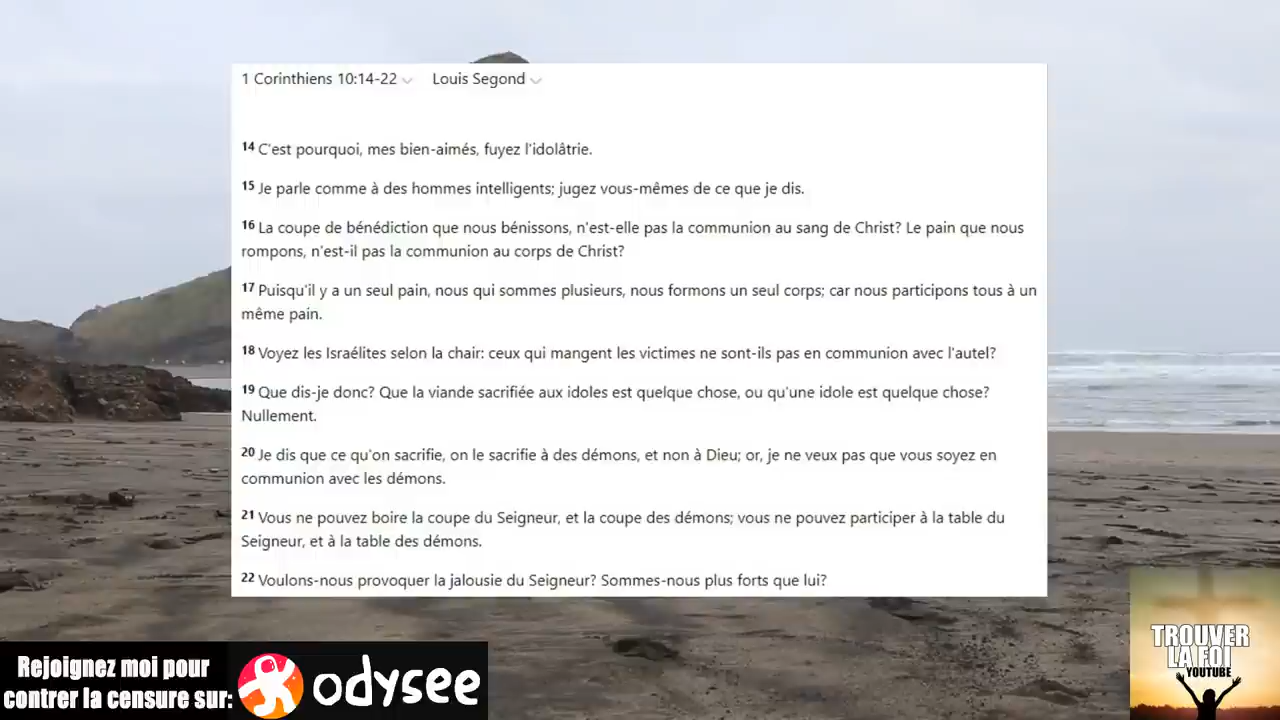 1 Corinthiens 10:14-22 Louis Segond
14 C'est pourquoi, mes bien-aimés, fuyez l'idolâtrie.
15 Je parle comme à des hommes intelligents; jugez vous-mêmes de ce que je dis.
16 La coupe de bénédiction que nous bénissons, n'est-elle pas la communion au sang de Christ? Le pain que nous
rompons, n'est-il pas la communion au corps de Christ?
17 Puisqu'il y a un seul pain, nous qui sommes plusieurs, nous formons un seul corps; car nous participons tous à un
même pain.
18 Voyez les Israélites selon la chair: ceux qui mangent les victimes ne sont-ils pas en communion avec l'autel?
19 Que dis-je donc? Que la viande sacrifiée aux idoles est quelque chose, ou qu'une idole est quelque chose?
Nullement.
20 Je dis que ce qu'on sacrifie, on le sacrifie à des démons, et non à Dieu; or, je ne veux pas que vous soyez en
communion avec les démons.
21 Vous ne pouvez boire la coupe du Seigneur, et la coupe des démons; vous ne pouvez participer à la table du
Seigneur, et à la table des démons.
22 Voulons-nous provoquer la jalousie du Seigneur? Sommes-nous plus forts que lui?
Rejoignez moi pour
contrer la censure sur:
odysee
TROUVER
LA FOI
YOUTUBE